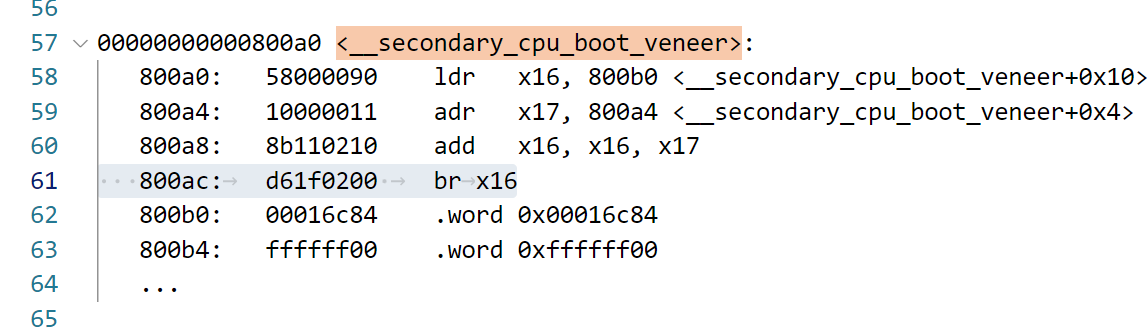 56
57 00000000000800a0 <__secondary_cpu_boot_veneer>:
58 800a0: 58000090 ldr x16, 800b0 <__secondary_cpu_boot_veneer+0x10>
59 800a4: 10000011 adr x17, 800a4 <__secondary_cpu_boot_veneer+0x4>
60 800a8: 8b110210 add x16, x16, x17
61 800ac: d61f0200 br x16
62 800b0: 00016c84 .word 0x00016c84
63 800b4: ffffff00 .word 0xffffff00
64 ...
65